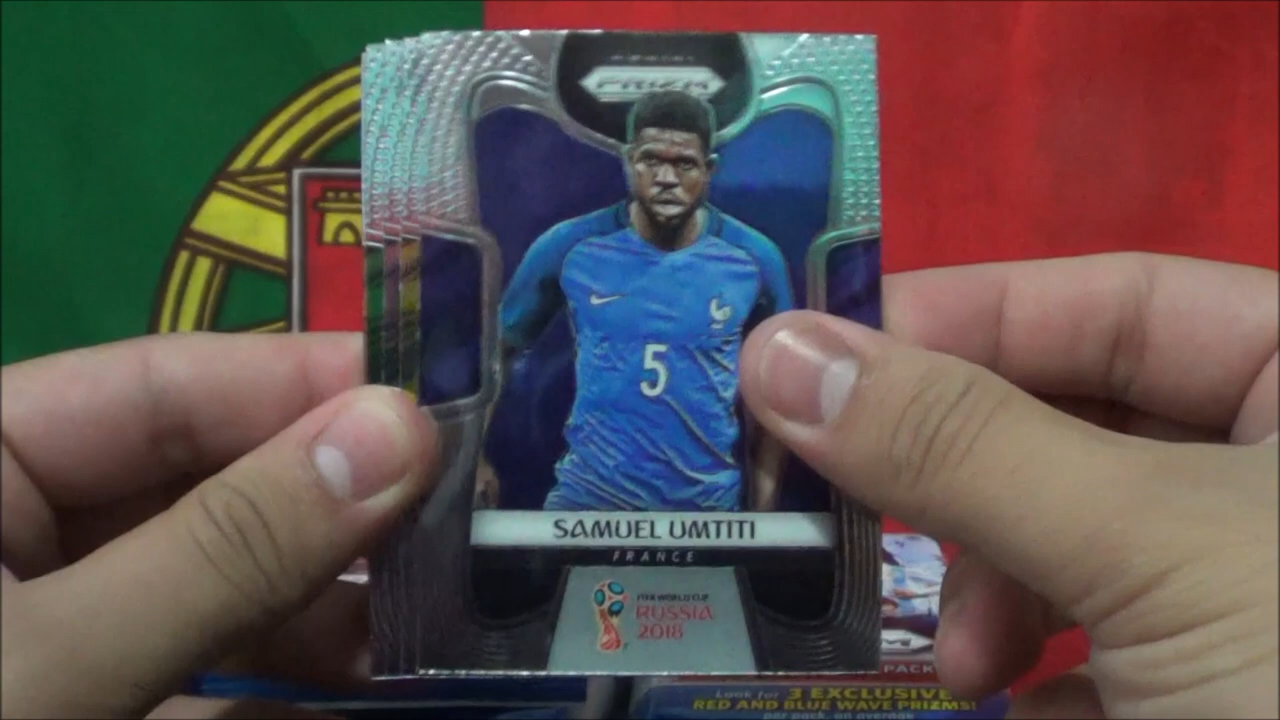 PRIZM
5
SAMUEL UMTITI
FRANCE
FIFA WORLD CUP
RUSSIA
2018
PACK
Look for 3 EXCLUSIVE
RED AND BLUE WAVE PRIZMS!
per pack, on average